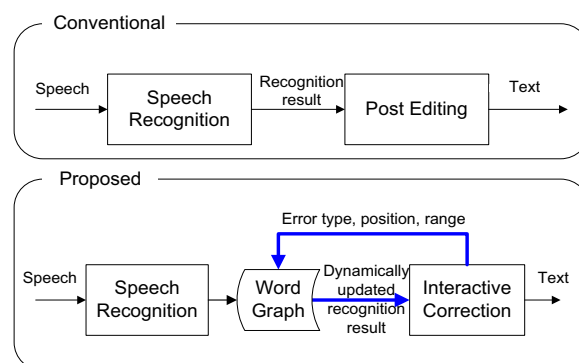 Conventional
Speech
Speech
Recognition
Recognition
result
Post Editing
Text
Proposed
Error type, position, range
Speech
Speech
Recognition
Word
Graph
Dynamically
updated
recognition
result
Interactive
Correction
Text